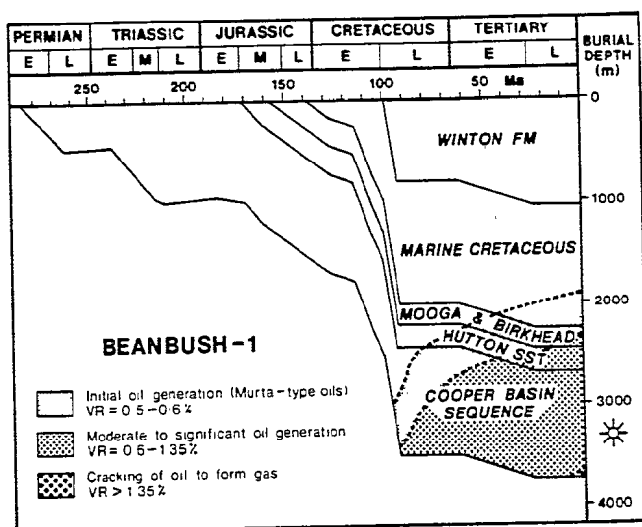 PERMIAN TRIASSIC JURASSIC CRETACEOUS TERTIARY BURIAL
E L E M L E M L E L E L DEPTH
(m)
250 200 150 100 50 Ma
0
WINTON FM
1000
MARINE CRETACEOUS
2000
MOOGA & BIRKHEAD
HUTTON SST
BEANBUSH-1
COOPER BASIN
SEQUENCE
Initial oil generation (Murta-type oils)
VR = 0.5-0.6%
3000
Moderate to significant oil generation
VR = 0.6-1.35%
Cracking of oil to form gas
VR > 1.35%
4000